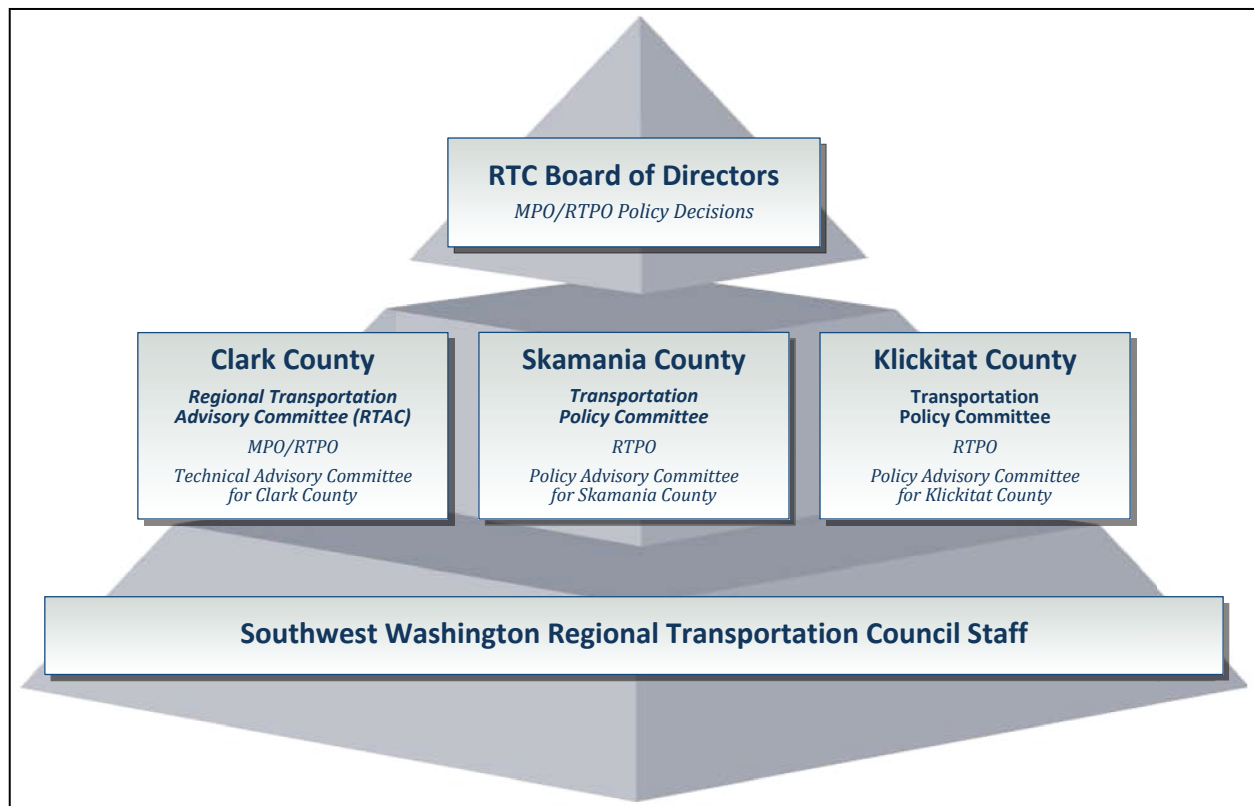 RTC Board of Directors
MPO/RTPO Policy Decisions
Clark County
Regional Transportation
Advisory Committee (RTAC)
MPO/RTPO
Technical Advisory Committee
for Clark County
Skamania County
Transportation
Policy Committee
RTPO
Policy Advisory Committee
for Skamania County
Klickitat County
Transportation
Policy Committee
RTPO
Policy Advisory Committee
for Klickitat County
Southwest Washington Regional Transportation Council Staff